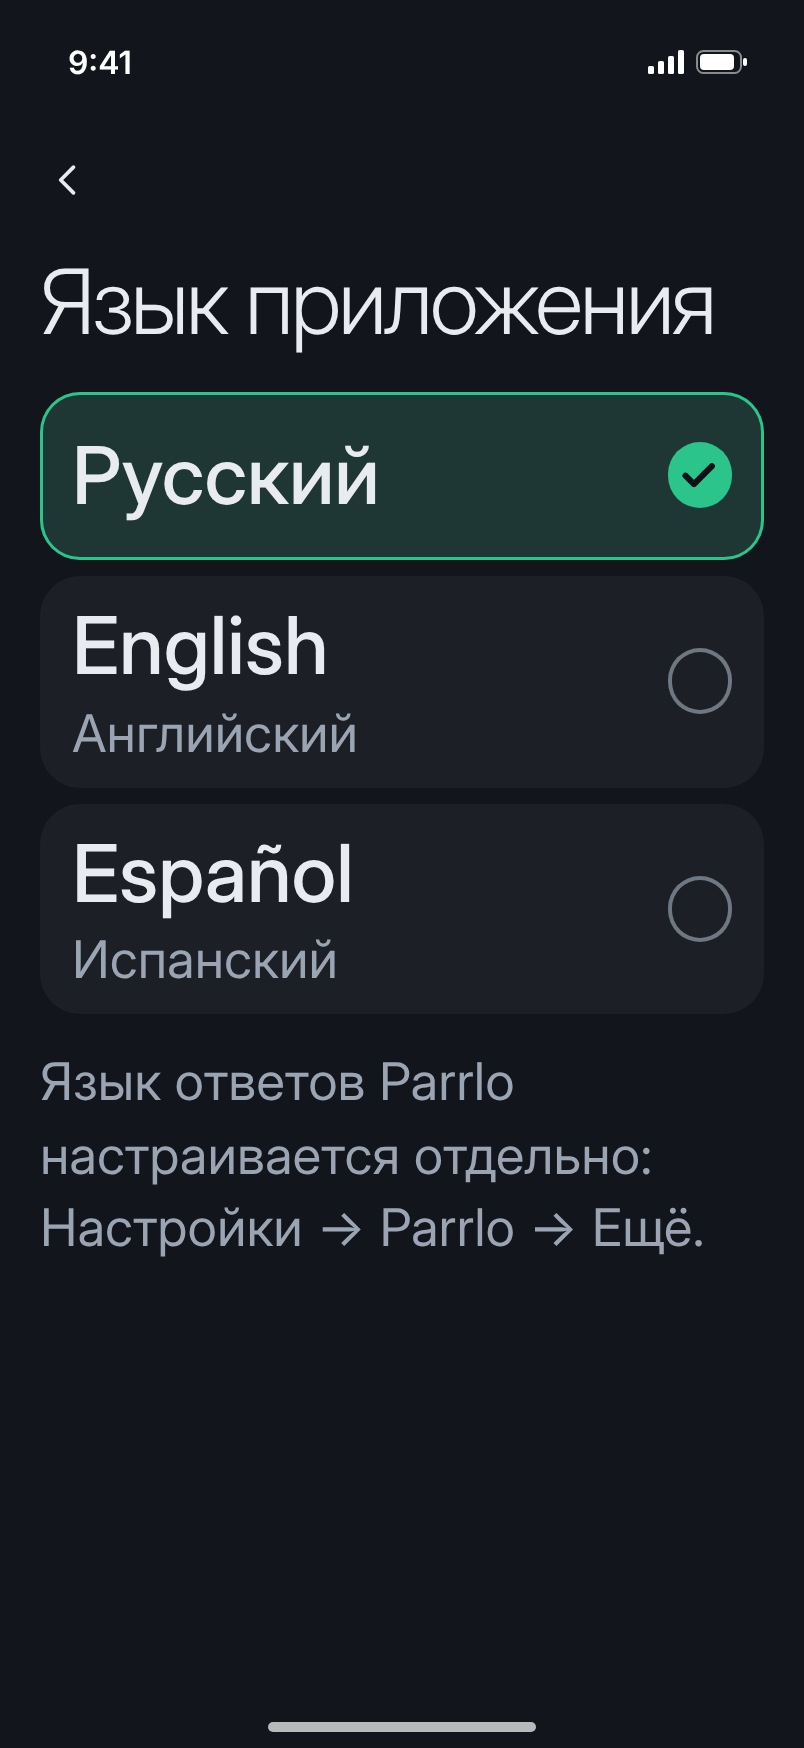 9:41
Язык приложения
Русский
English
Английский
Español
Испанский
Язык ответов Parrlo
настраивается отдельно:
Настройки → Parrlo → Ещё.